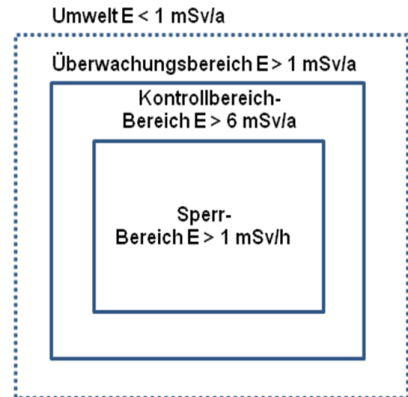 Umwelt E < 1 mSv/a
Überwachungsbereich E > 1 mSv/a
Kontrollbereich-
Bereich E > 6 mSv/a
Sperr-
Bereich E > 1 mSv/h